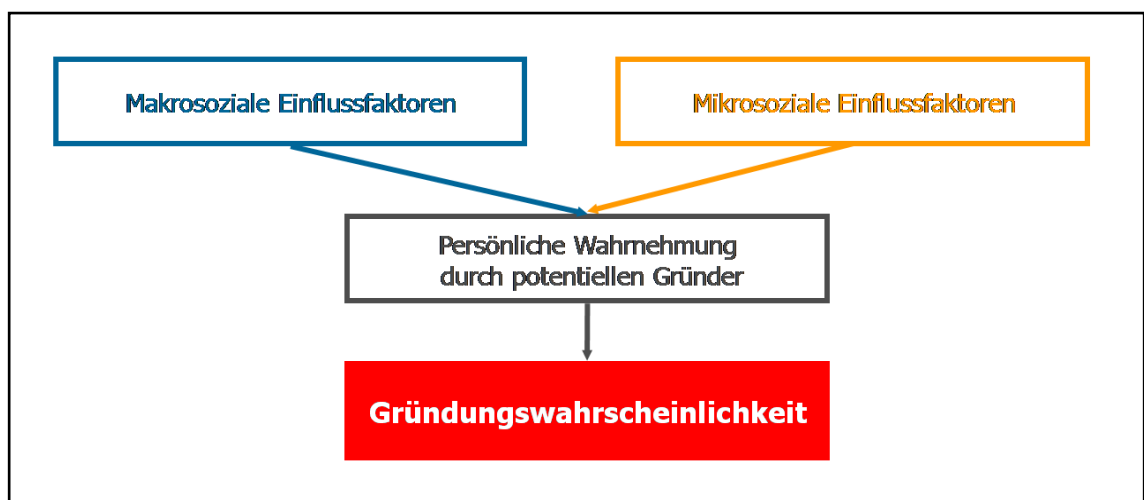 Makrosoziale Einflussfaktoren
Mikrosoziale Einflussfaktoren
Persönliche Wahrnehmung
durch potentiellen Gründer
Gründungswahrscheinlichkeit